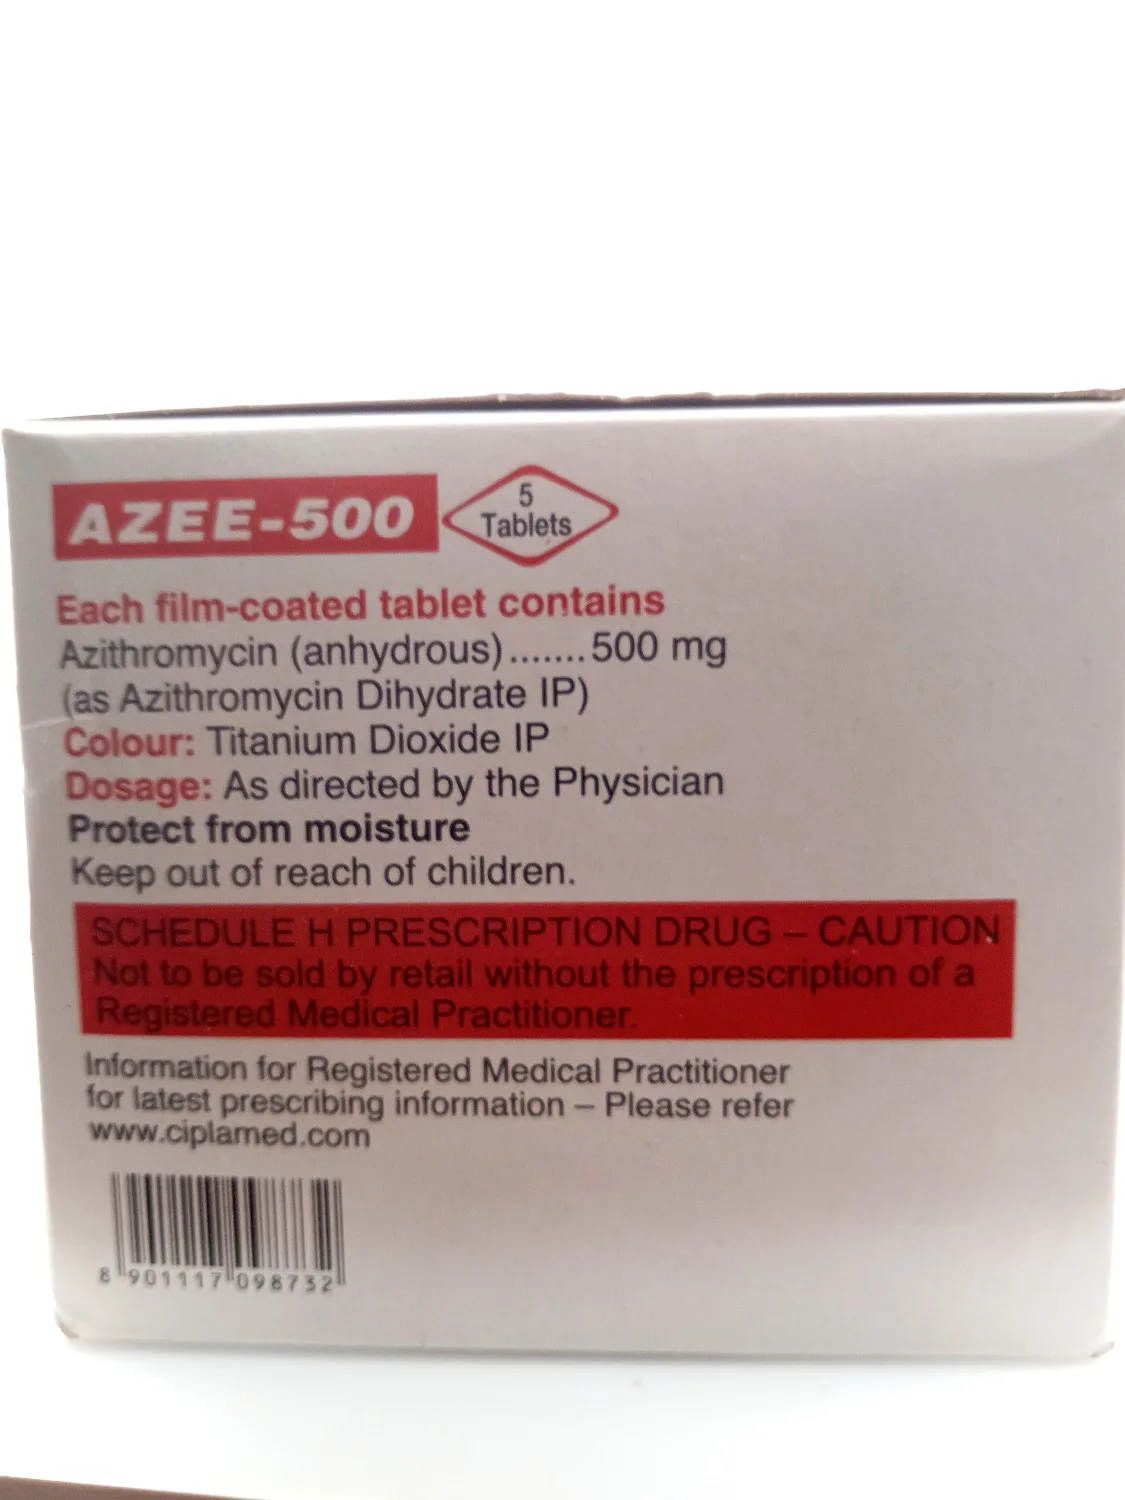 AZEE-500
5
Tablets
Each film-coated tablet contains
Azithromycin (anhydrous).......500 mg
(as Azithromycin Dihydrate IP)
Colour: Titanium Dioxide IP
Dosage: As directed by the Physician
Protect from moisture
Keep out of reach of children.
SCHEDULE H PRESCRIPTION DRUG – CAUTION
Not to be sold by retail without the prescription of a
Registered Medical Practitioner.
Information for Registered Medical Practitioner
for latest prescribing information – Please refer
www.ciplamed.com
8 901117 098732